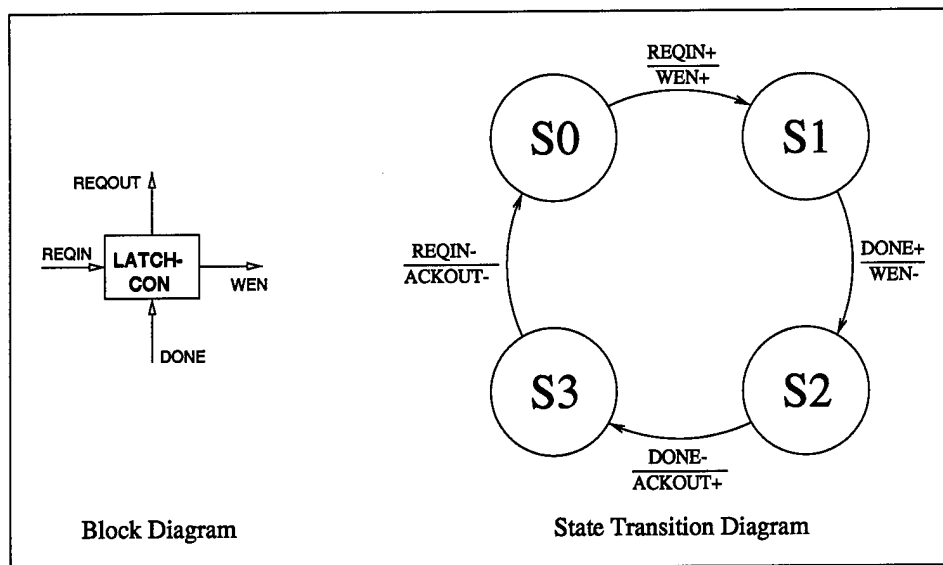 REQOUT
REQIN
LATCH-
CON
WEN
DONE
Block Diagram
REQIN+
WEN+
S0
S1
REQIN-
ACKOUT-
DONE+
WEN-
S3
S2
DONE-
ACKOUT+
State Transition Diagram